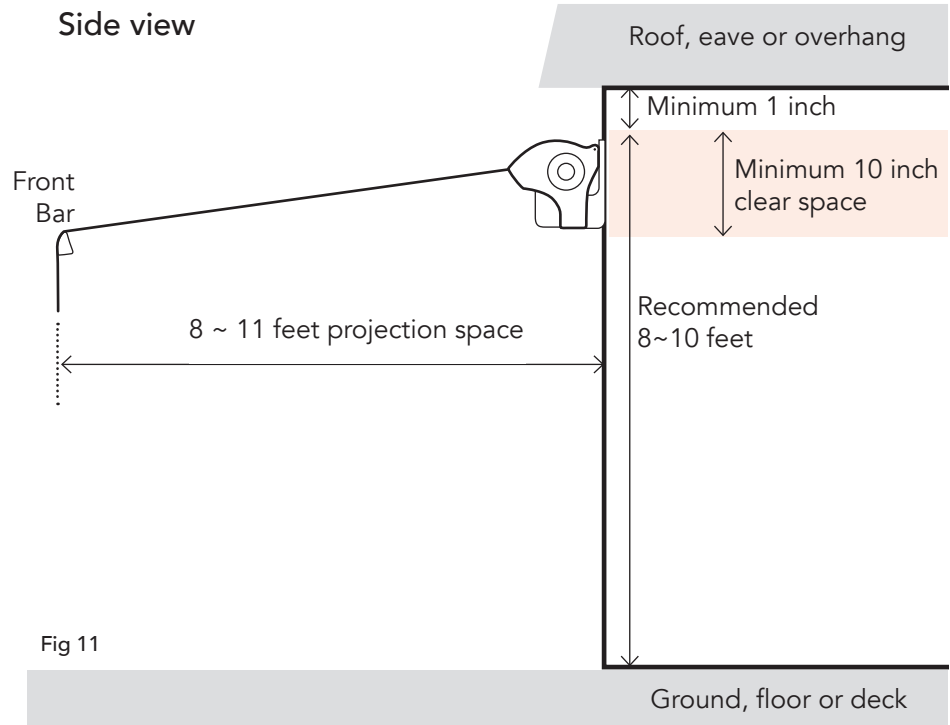 Side view
Roof, eave or overhang
Minimum 1 inch
Minimum 10 inch
clear space
Front
Bar
Recommended
8~10 feet
8 ~ 11 feet projection space
Fig 11
Ground, floor or deck